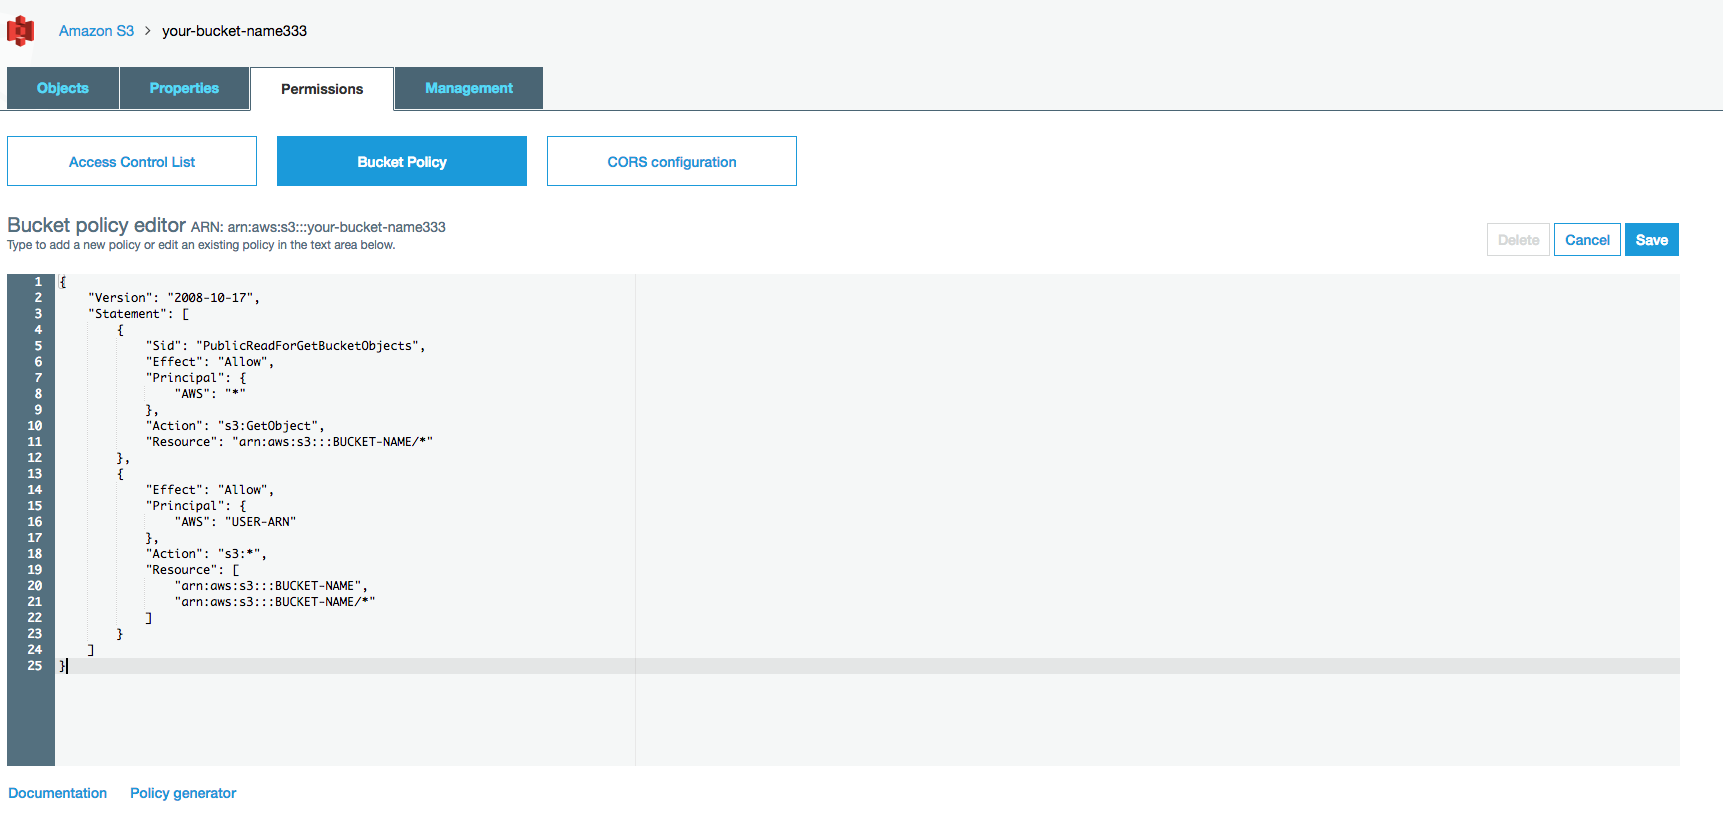 Amazon S3 > your-bucket-name333
Objects Properties Permissions Management
Access Control List Bucket Policy CORS configuration
Bucket policy editor ARN: arn:aws:s3:::your-bucket-name333
Type to add a new policy or edit an existing policy in the text area below.
Delete Cancel Save
1 {
2 "Version": "2008-10-17",
3 "Statement": [
4 {
5 "Sid": "PublicReadForGetBucketObjects",
6 "Effect": "Allow",
7 "Principal": {
8 "AWS": "*"
9 },
10 "Action": "s3:GetObject",
11 "Resource": "arn:aws:s3:::BUCKET-NAME/*"
12 },
13 {
14 "Effect": "Allow",
15 "Principal": {
16 "AWS": "USER-ARN"
17 },
18 "Action": "s3:*",
19 "Resource": [
20 "arn:aws:s3:::BUCKET-NAME",
21 "arn:aws:s3:::BUCKET-NAME/*"
22 ]
23 }
24 ]
25 }
Documentation Policy generator